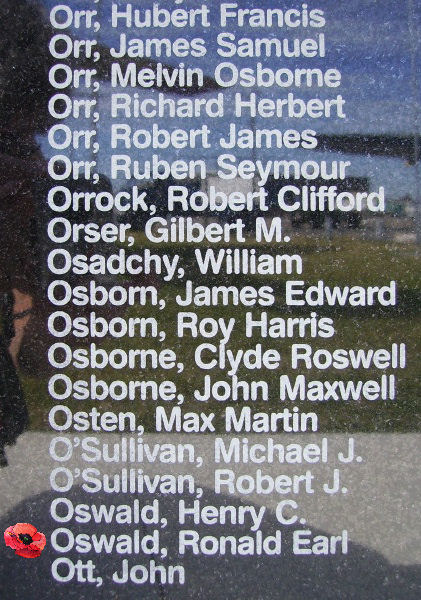 Orr, Hubert Francis
Orr, James Samuel
Orr, Melvin Osborne
Orr, Richard Herbert
Orr, Robert James
Orr, Ruben Seymour
Orrock, Robert Clifford
Orser, Gilbert M.
Osadchy, William
Osborn, James Edward
Osborn, Roy Harris
Osborne, Clyde Roswell
Osborne, John Maxwell
Osten, Max Martin
O'Sullivan, Michael J.
O'Sullivan, Robert J.
Oswald, Henry C.
Oswald, Ronald Earl
Ott, John